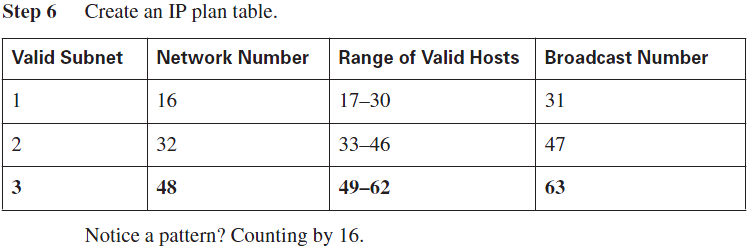 Step 6 Create an IP plan table.
Valid Subnet Network Number Range of Valid Hosts Broadcast Number
1 16 17–30 31
2 32 33–46 47
3 48 49–62 63
Notice a pattern? Counting by 16.